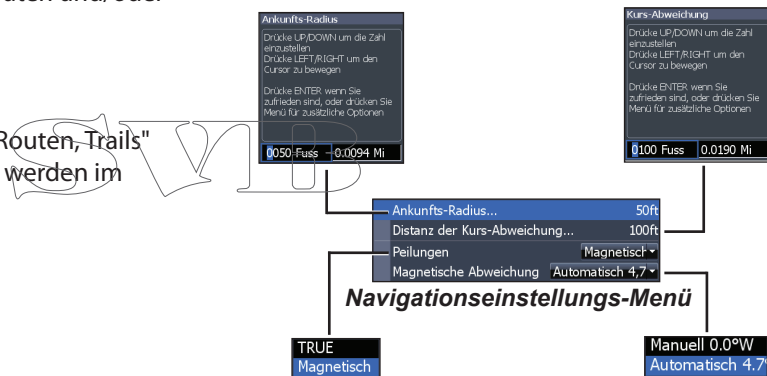 Ankunfts-Radius
Drücke UP/DOWN um die Zahl
einzustellen
Drücke LEFT/RIGHT um den
Cursor zu bewegen
Drücke ENTER wenn Sie
zufrieden sind, oder drücken Sie
Menü für zusätzliche Optionen
0050 Fuss 0.0094 Mi
Kurs-Abweichung
Drücke UP/DOWN um die Zahl
einzustellen
Drücke LEFT/RIGHT um den
Cursor zu bewegen
Drücke ENTER wenn Sie
zufrieden sind, oder drücken Sie
Menü für zusätzliche Optionen
0100 Fuss 0.0190 Mi
Routen, Trails"
werden im
SVB
Ankunfts-Radius... 50ft
Distanz der Kurs-Abweichung... 100ft
Peilungen Magnetisch
Magnetische Abweichung Automatisch 4,7
Navigationseinstellungs-Menü
TRUE
Magnetisch
Manuell 0.0°W
Automatisch 4.7°